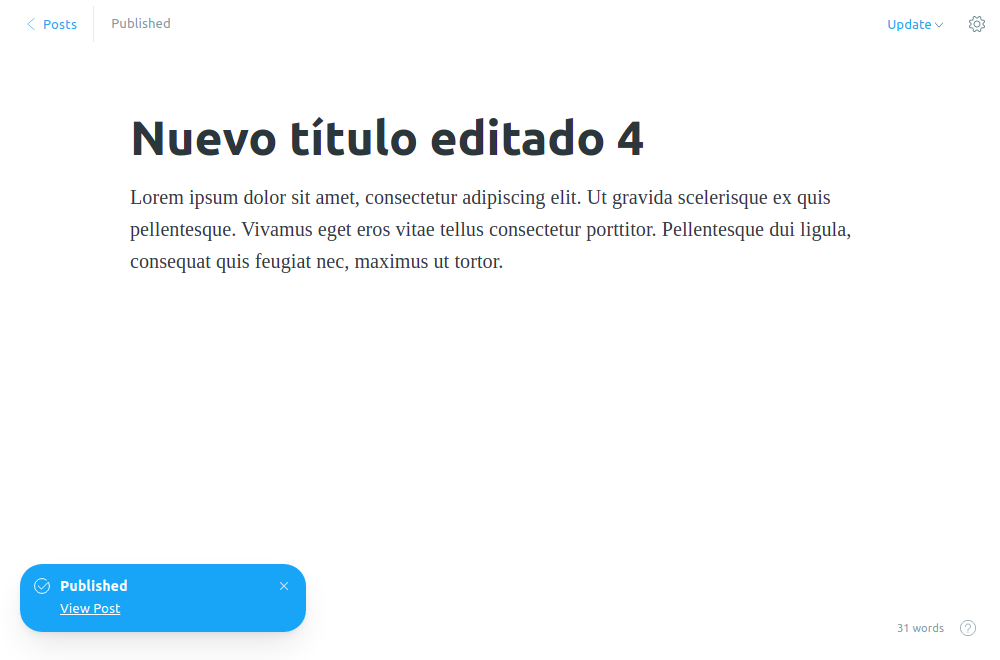 Posts
Published
Update
Nuevo título editado 4
Lorem ipsum dolor sit amet, consectetur adipiscing elit. Ut gravida scelerisque ex quis
pellentesque. Vivamus eget eros vitae tellus consectetur porttitor. Pellentesque dui ligula,
consequat quis feugiat nec, maximus ut tortor.
Published
View Post
31 words
?